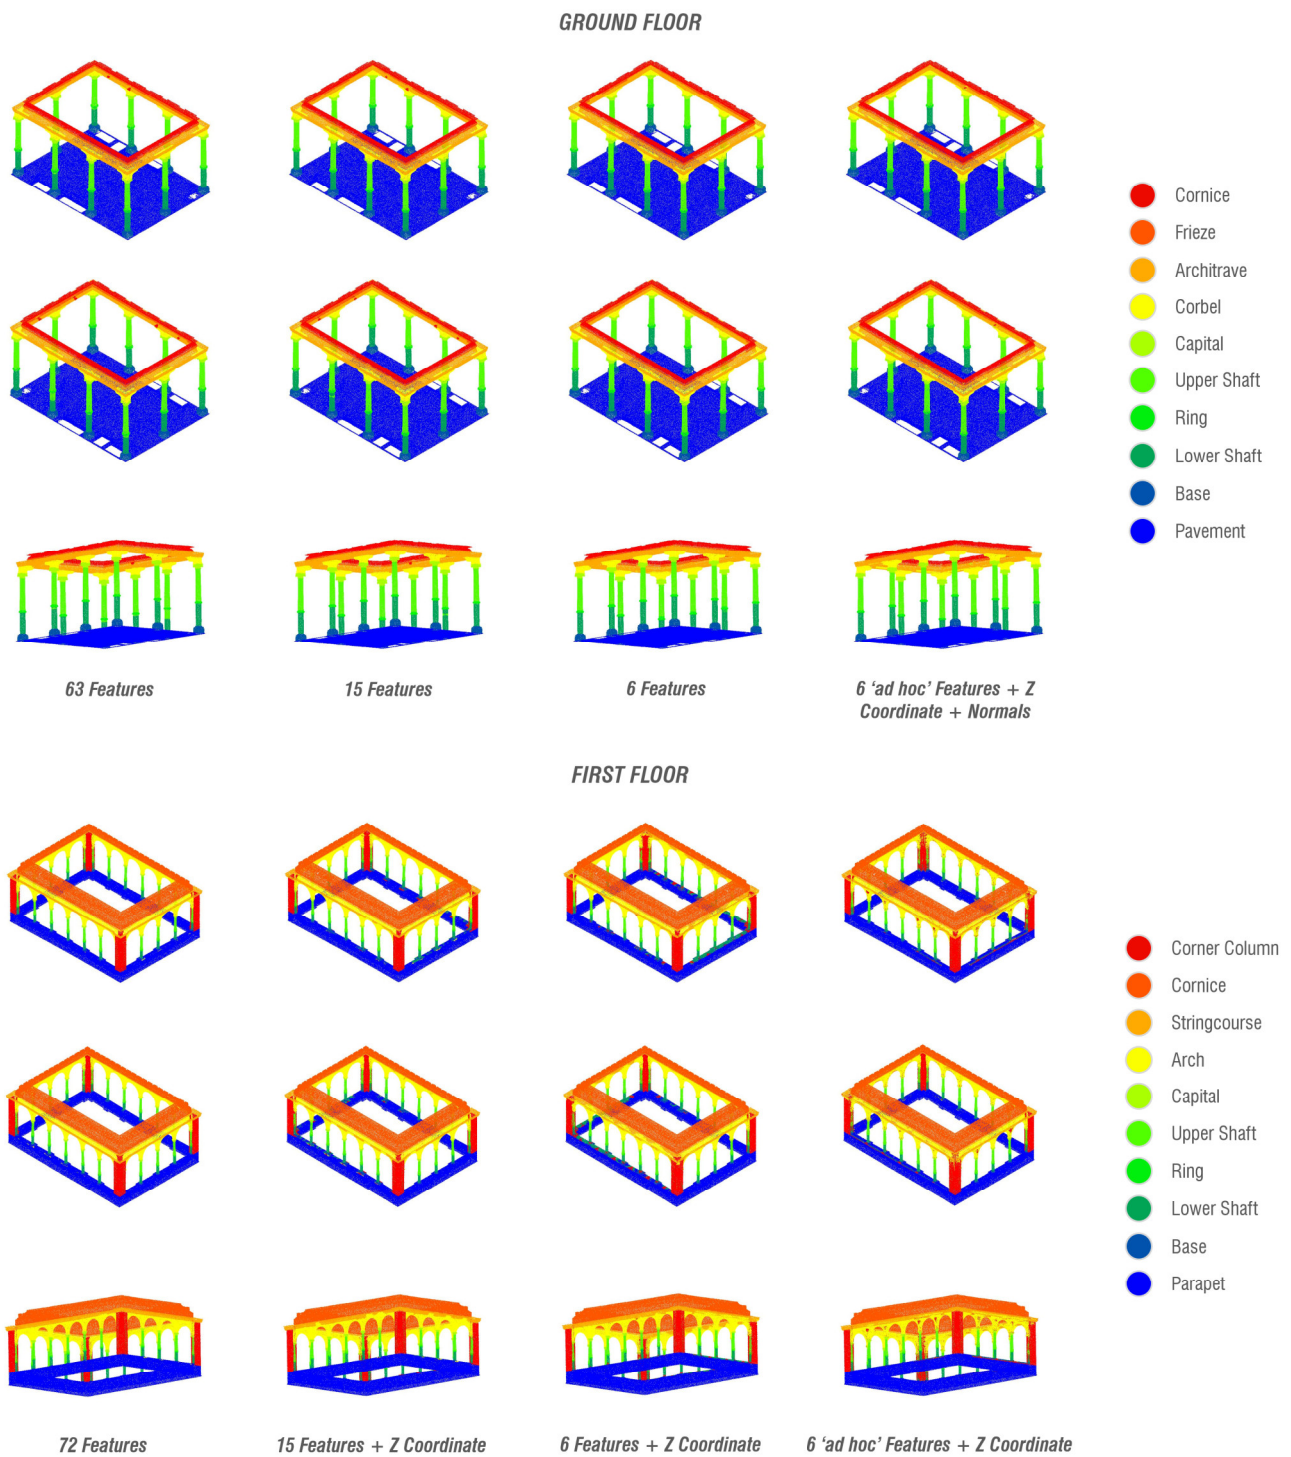 GROUND FLOOR
Cornice
Frieze
Architrave
Corbel
Capital
Upper Shaft
Ring
Lower Shaft
Base
Pavement
63 Features
15 Features
6 Features
6 ‘ad hoc’ Features + Z
Coordinate + Normals
FIRST FLOOR
Corner Column
Cornice
Stringcourse
Arch
Capital
Upper Shaft
Ring
Lower Shaft
Base
Parapet
72 Features
15 Features + Z Coordinate
6 Features + Z Coordinate
6 ‘ad hoc’ Features + Z Coordinate